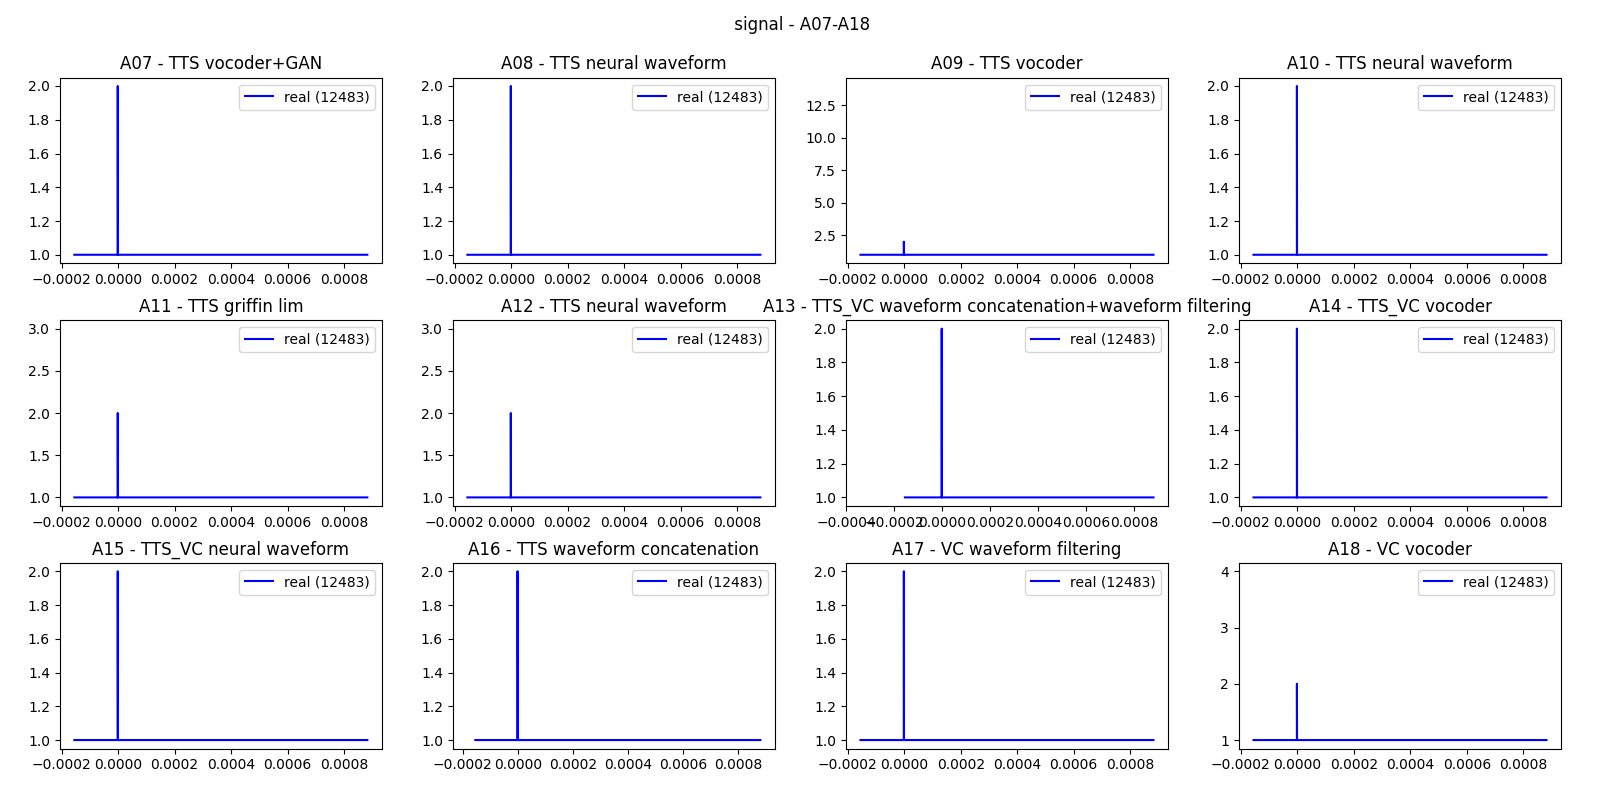 signal - A07-A18
A07 - TTS vocoder+GAN
2.0
1.8
1.6
1.4
1.2
1.0
real (12483)
−0.0002 0.0000 0.0002 0.0004 0.0006 0.0008
A08 - TTS neural waveform
2.0
1.8
1.6
1.4
1.2
1.0
real (12483)
−0.0002 0.0000 0.0002 0.0004 0.0006 0.0008
A09 - TTS vocoder
12.5
10.0
7.5
5.0
2.5
real (12483)
−0.0002 0.0000 0.0002 0.0004 0.0006 0.0008
A10 - TTS neural waveform
2.0
1.8
1.6
1.4
1.2
1.0
real (12483)
−0.0002 0.0000 0.0002 0.0004 0.0006 0.0008
A11 - TTS griffin lim
3.0
2.5
2.0
1.5
1.0
real (12483)
−0.0002 0.0000 0.0002 0.0004 0.0006 0.0008
A12 - TTS neural waveform
3.0
2.5
2.0
1.5
1.0
real (12483)
−0.0002 0.0000 0.0002 0.0004 0.0006 0.0008
A13 - TTS_VC waveform concatenation+waveform filtering
2.0
1.8
1.6
1.4
1.2
1.0
real (12483)
−0.0004 −0.0002 0.0000 0.0002 0.0004 0.0006 0.0008
A14 - TTS_VC vocoder
2.0
1.8
1.6
1.4
1.2
1.0
real (12483)
−0.0002 0.0000 0.0002 0.0004 0.0006 0.0008
A15 - TTS_VC neural waveform
2.0
1.8
1.6
1.4
1.2
1.0
real (12483)
−0.0002 0.0000 0.0002 0.0004 0.0006 0.0008
A16 - TTS waveform concatenation
2.0
1.8
1.6
1.4
1.2
1.0
real (12483)
−0.0002 0.0000 0.0002 0.0004 0.0006 0.0008
A17 - VC waveform filtering
2.0
1.8
1.6
1.4
1.2
1.0
real (12483)
−0.0002 0.0000 0.0002 0.0004 0.0006 0.0008
A18 - VC vocoder
4
3
2
1
real (12483)
−0.0002 0.0000 0.0002 0.0004 0.0006 0.0008